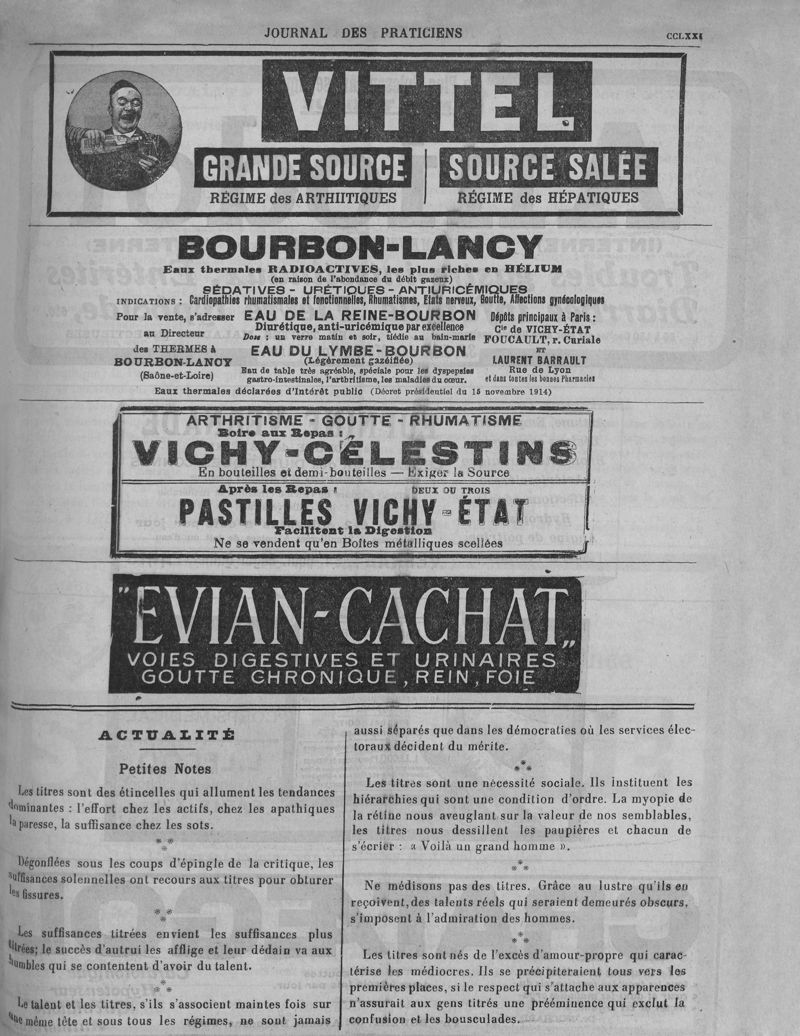 JOURNAL DES PRATICIENS
CCLXXI
VITTEL
GRANDE SOURCE
RÉGIME des ARTHIITIQUES
SOURCE SALÉE
RÉGIME des HÉPATIQUES
BOURBON-LANCY
Eaux thermales RADIOACTIVES, les plus riches en HÉLIUM
(en raison de l'abondance du débit gazeux)
SÉDATIVES - URÉTIQUES - ANTIURICÉMIQUES
INDICATIONS : Cardiopathies rhumatismales et fonctionnelles, Rhumatismes, Etats nerveux, Goutte, Affections gynécologiques
Pour la vente, s'adresser
au Directeur
des THERMES à
BOURBON-LANCY
(Saône-et-Loire)
EAU DE LA REINE-BOURBON
Diurétique, anti-uricémique par excellence
Dose : un verre matin et soir, tiédie au bain-marie
EAU DU LYMBE-BOURBON
(Légèrement gazéifiée)
Eau de table très agréable, spéciale pour les dyspepsies
gastro-intestinales, l'arthritisme, les maladies du cœur.
Dépôts principaux à Paris :
Cie de VICHY-ÉTAT
FOUCAULT, r. Curiale
ET
LAURENT BARRAULT
Rue de Lyon
et dans toutes les bonnes Pharmacies
Eaux thermales déclarées d'Intérêt public (Décret présidentiel du 15 novembre 1914)
ARTHRITISME - GOUTTE - RHUMATISME
Boire aux Repas :
VICHY-CÉLESTINS
En bouteilles et demi-bouteilles — Exiger la Source
Après les Repas : DEUX OU TROIS
PASTILLES VICHY-ÉTAT
Facilitent la Digestion
Ne se vendent qu'en Boîtes métalliques scellées
"EVIAN-CACHAT„
VOIES DIGESTIVES ET URINAIRES
GOUTTE CHRONIQUE, REIN, FOIE
ACTUALITÉ
Petites Notes
Les titres sont des étincelles qui allument les tendances
dominantes : l'effort chez les actifs, chez les apathiques
la paresse, la suffisance chez les sots.
* * *
Dégonflées sous les coups d'épingle de la critique, les
suffisances solennelles ont recours aux titres pour obturer
les fissures.
* * *
Les suffisances titrées envient les suffisances plus
titrées; le succès d'autrui les afflige et leur dédain va aux
humbles qui se contentent d'avoir du talent.
* * *
Le talent et les titres, s'ils s'associent maintes fois sur
une même tête et sous tous les régimes, ne sont jamais
aussi séparés que dans les démocraties où les services élec-
toraux décident du mérite.
* * *
Les titres sont une nécessité sociale. Ils instituent les
hiérarchies qui sont une condition d'ordre. La myopie de
la rétine nous aveuglant sur la valeur de nos semblables,
les titres nous dessillent les paupières et chacun de
s'écrier : « Voilà un grand homme ».
* * *
Ne médisons pas des titres. Grâce au lustre qu'ils en
reçoivent, des talents réels qui seraient demeurés obscurs,
s'imposent à l'admiration des hommes.
* * *
Les titres sont nés de l'excès d'amour-propre qui carac-
térise les médiocres. Ils se précipiteraient tous vers les
premières places, si le respect qui s'attache aux apparences
n'assurait aux gens titrés une prééminence qui exclut la
confusion et les bousculades.